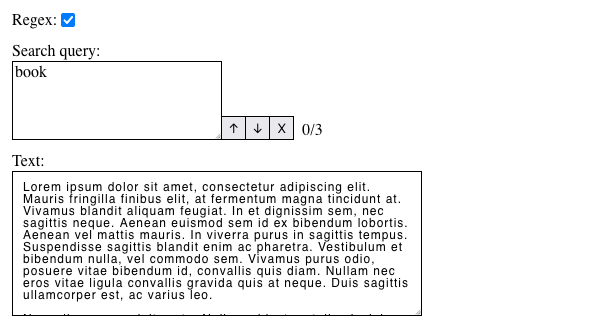 Regex:
Search query:
book
↑ ↓ X 0/3
Text:
Lorem ipsum dolor sit amet, consectetur adipiscing elit.
Mauris fringilla finibus elit, at fermentum magna tincidunt at.
Vivamus blandit aliquam feugiat. In et dignissim sem, nec
sagittis neque. Aenean euismod sem id ex bibendum lobortis.
Aenean vel mattis mauris. In viverra purus in sagittis tempus.
Suspendisse sagittis blandit enim ac pharetra. Vestibulum et
bibendum nulla, vel commodo sem. Vivamus purus odio,
posuere vitae bibendum id, convallis quis diam. Nullam nec
eros vitae ligula convallis gravida quis at neque. Duis sagittis
ullamcorper est, ac varius leo.